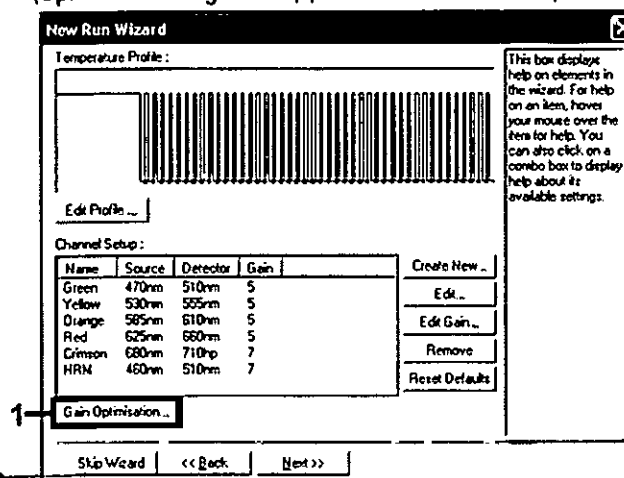 New Run Wizard
Temperature Profile :
This box displays
help on elements in
the wizard. For help
on an item, hover
your mouse over the
item for help. You
can also click on a
combo box to display
help about its
available settings.
Edit Profile ...
Channel Setup :
Name Source Detector Gain
Green 470nm 510nm 5
Yellow 530nm 555nm 5
Orange 585nm 610nm 5
Red 625nm 660nm 5
Crimson 680nm 710hp 7
HRM 460nm 510nm 7
Create New ...
Edit...
Edit Gain...
Remove
Reset Defaults
1
Gain Optimisation...
Skip Wizard
<< Back
Next >>